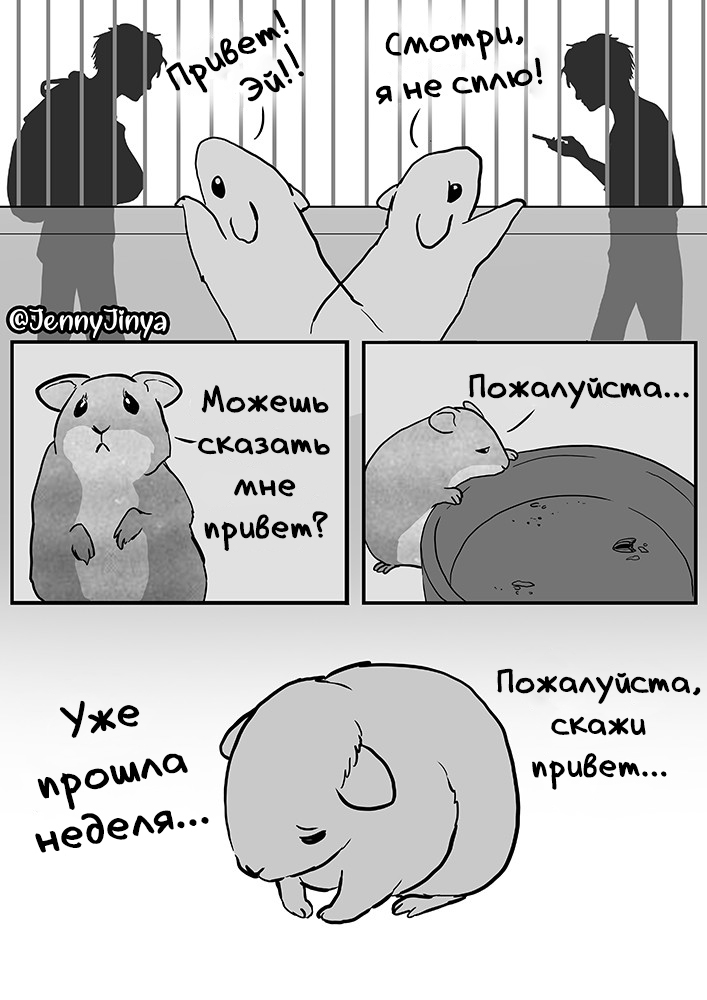 Привет!
Эй!!
Смотри,
я не сплю!
@JennyJinya
Можешь
сказать
мне
привет?
Пожалуйста...
Уже
прошла
неделя...
Пожалуйста,
скажи
привет...